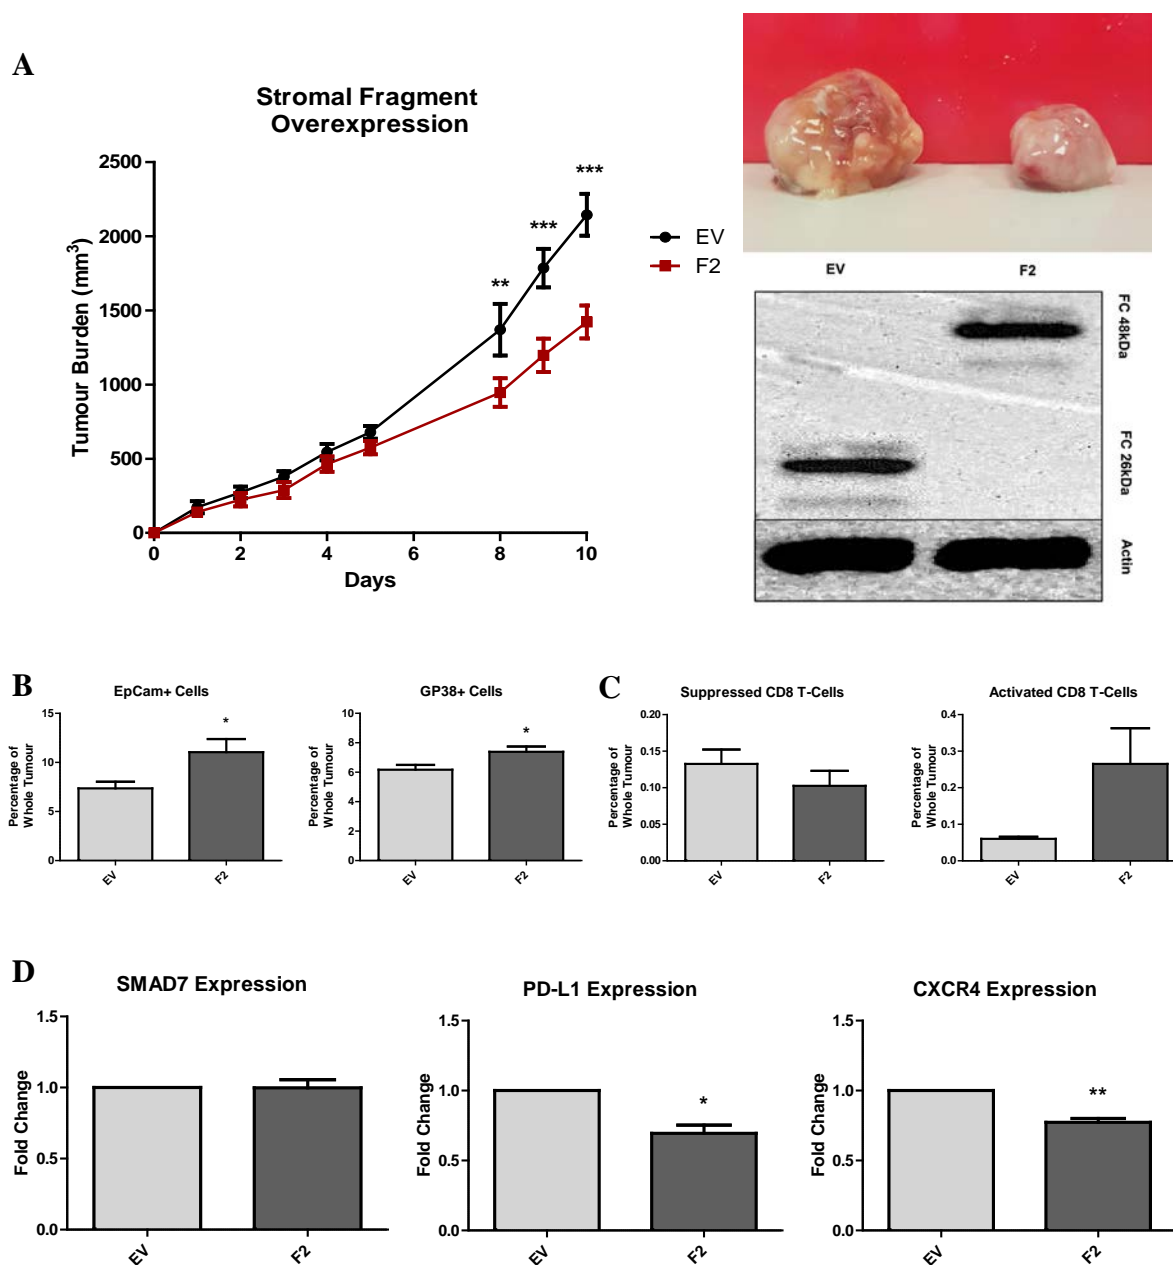 A
Stromal Fragment
Overexpression
Tumour Burden (mm³)
2500
2000
1500
1000
500
0
0
2
4
6
8
10
Days
**
***
***
EV
F2
EV
F2
FC 48kDa
FC 26kDa
Actin
B
EpCam+ Cells
Percentage of
Whole Tumour
15
10
5
0
*
EV
F2
GP38+ Cells
Percentage of
Whole Tumour
10
8
6
4
2
0
*
EV
F2
C
Suppressed CD8 T-Cells
Percentage of
Whole Tumour
0.20
0.15
0.10
0.05
0.00
EV
F2
Activated CD8 T-Cells
Percentage of
Whole Tumour
0.4
0.3
0.2
0.1
0.0
EV
F2
D
SMAD7 Expression
Fold Change
1.5
1.0
0.5
0.0
EV
F2
PD-L1 Expression
Fold Change
1.5
1.0
0.5
0.0
*
EV
F2
CXCR4 Expression
Fold Change
1.5
1.0
0.5
0.0
**
EV
F2